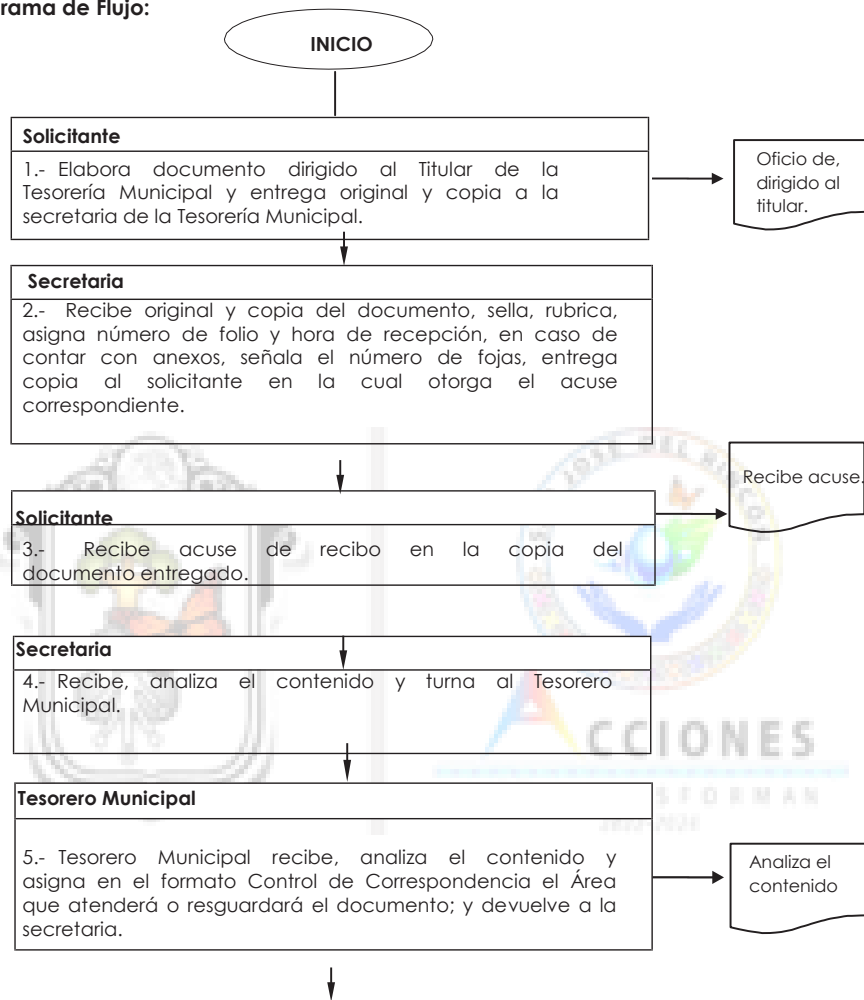 rama de Flujo:
INICIO
Solicitante
1.- Elabora documento dirigido al Titular de la
Tesorería Municipal y entrega original y copia a la
secretaria de la Tesorería Municipal.
Oficio de,
dirigido al
titular.
Secretaria
2.- Recibe original y copia del documento, sella, rubrica,
asigna número de folio y hora de recepción, en caso de
contar con anexos, señala el número de fojas, entrega
copia al solicitante en la cual otorga el acuse
correspondiente.
Recibe acuse.
Solicitante
3.- Recibe acuse de recibo en la copia del
documento entregado.
Secretaria
4.- Recibe, analiza el contenido y turna al Tesorero
Municipal.
CCIONES
Tesorero Municipal
5.- Tesorero Municipal recibe, analiza el contenido y
asigna en el formato Control de Correspondencia el Área
que atenderá o resguardará el documento; y devuelve a la
secretaria.
Analiza el
contenido